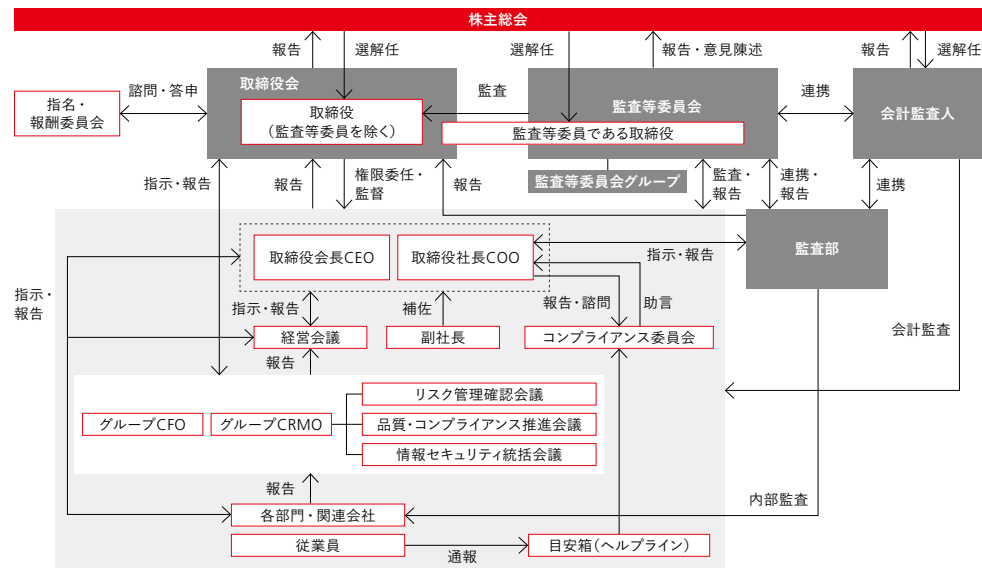 株主総会
報告
選解任
選解任
報告・意見陳述
報告
選解任
取締役会
監査等委員会
会計監査人
諮問・答申
指名・
報酬委員会
取締役
（監査等委員を除く）
監査
監査等委員である取締役
連携
監査等委員会グループ
指示・報告
報告
権限委任・
監督
報告
監査・
報告
連携・
報告
連携
監査部
取締役会長CEO
取締役社長COO
指示・報告
指示・
報告
指示・報告
補佐
報告・諮問
助言
会計監査
経営会議
副社長
コンプライアンス委員会
報告
リスク管理確認会議
グループCFO
グループCRMO
品質・コンプライアンス推進会議
情報セキュリティ統括会議
報告
内部監査
各部門・関連会社
従業員
通報
目安箱（ヘルプライン）